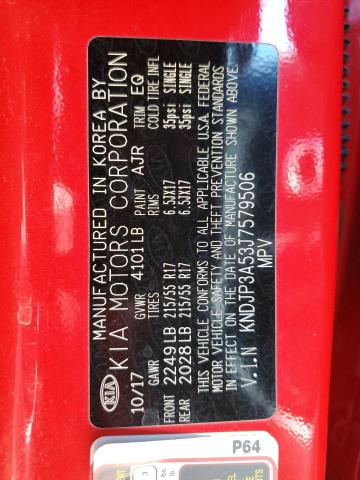 MANUFACTURED IN KOREA BY
KIA KIA MOTORS CORPORATION
10/17 GVWR 4101LB PAINT AJR TRIM EQ
GAWR TIRES RIMS COLD TIRE INFL
FRONT 2249LB 215/55 R17 6.5JX17 35psi SINGLE
REAR 2028LB 215/55 R17 6.5JX17 35psi SINGLE
THIS VEHICLE CONFORMS TO ALL APPLICABLE U.S.A. FEDERAL
MOTOR VEHICLE SAFETY AND THEFT PREVENTION STANDARDS
IN EFFECT ON THE DATE OF MANUFACTURE SHOWN ABOVE.
V.I.N KNDJP3A53J7579506
MPV
P64